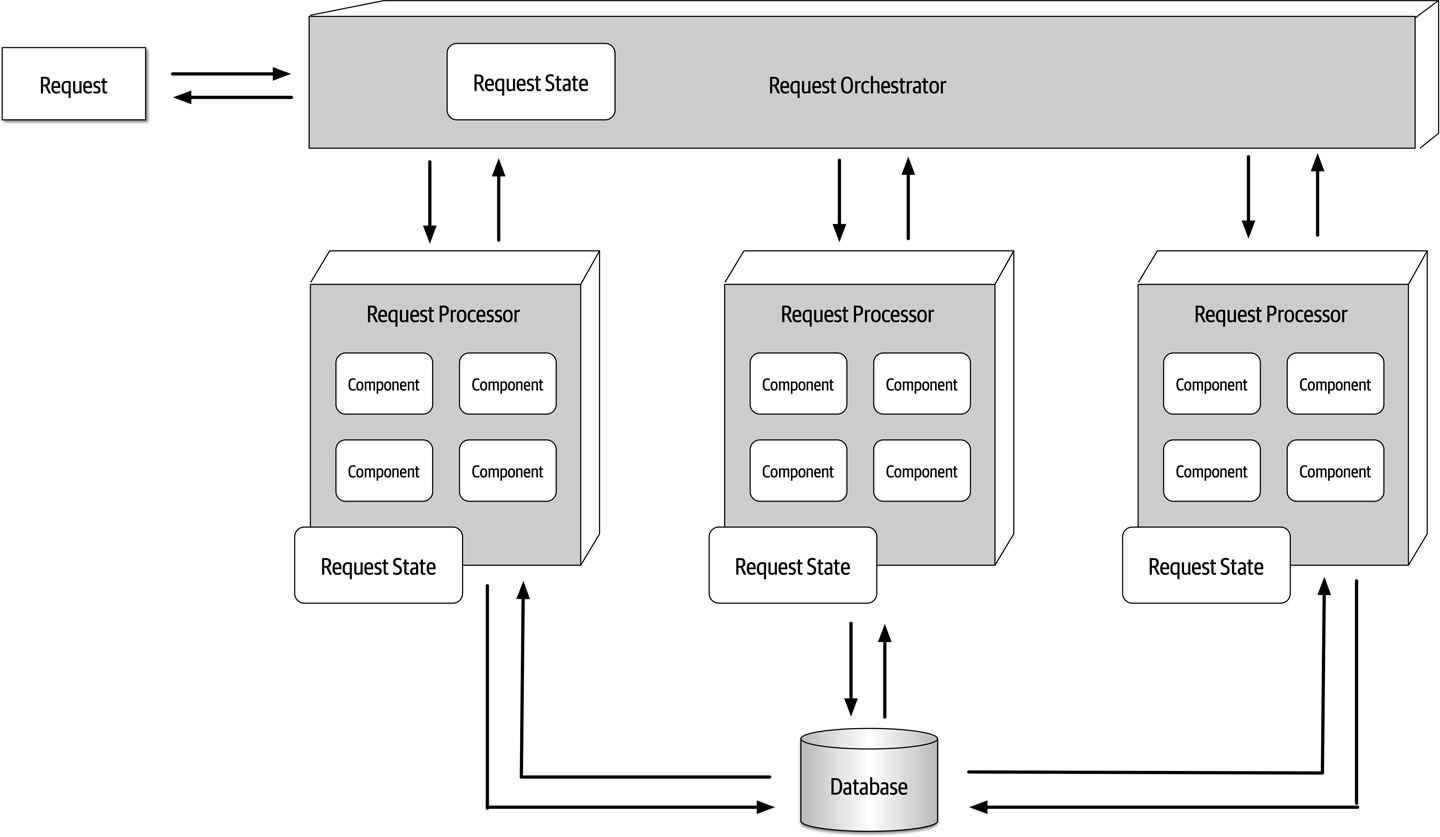 Request
Request State
Request Orchestrator
Request Processor
Request Processor
Request Processor
Component
Component
Component
Component
Component
Component
Component
Component
Component
Component
Component
Component
Request State
Request State
Request State
Database